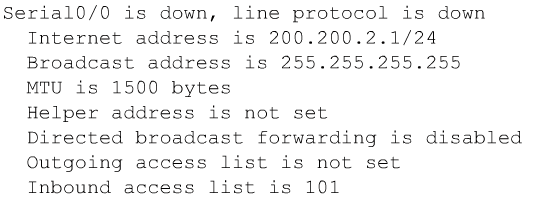 Serial0/0 is down, line protocol is down
Internet address is 200.200.2.1/24
Broadcast address is 255.255.255.255
MTU is 1500 bytes
Helper address is not set
Directed broadcast forwarding is disabled
Outgoing access list is not set
Inbound access list is 101